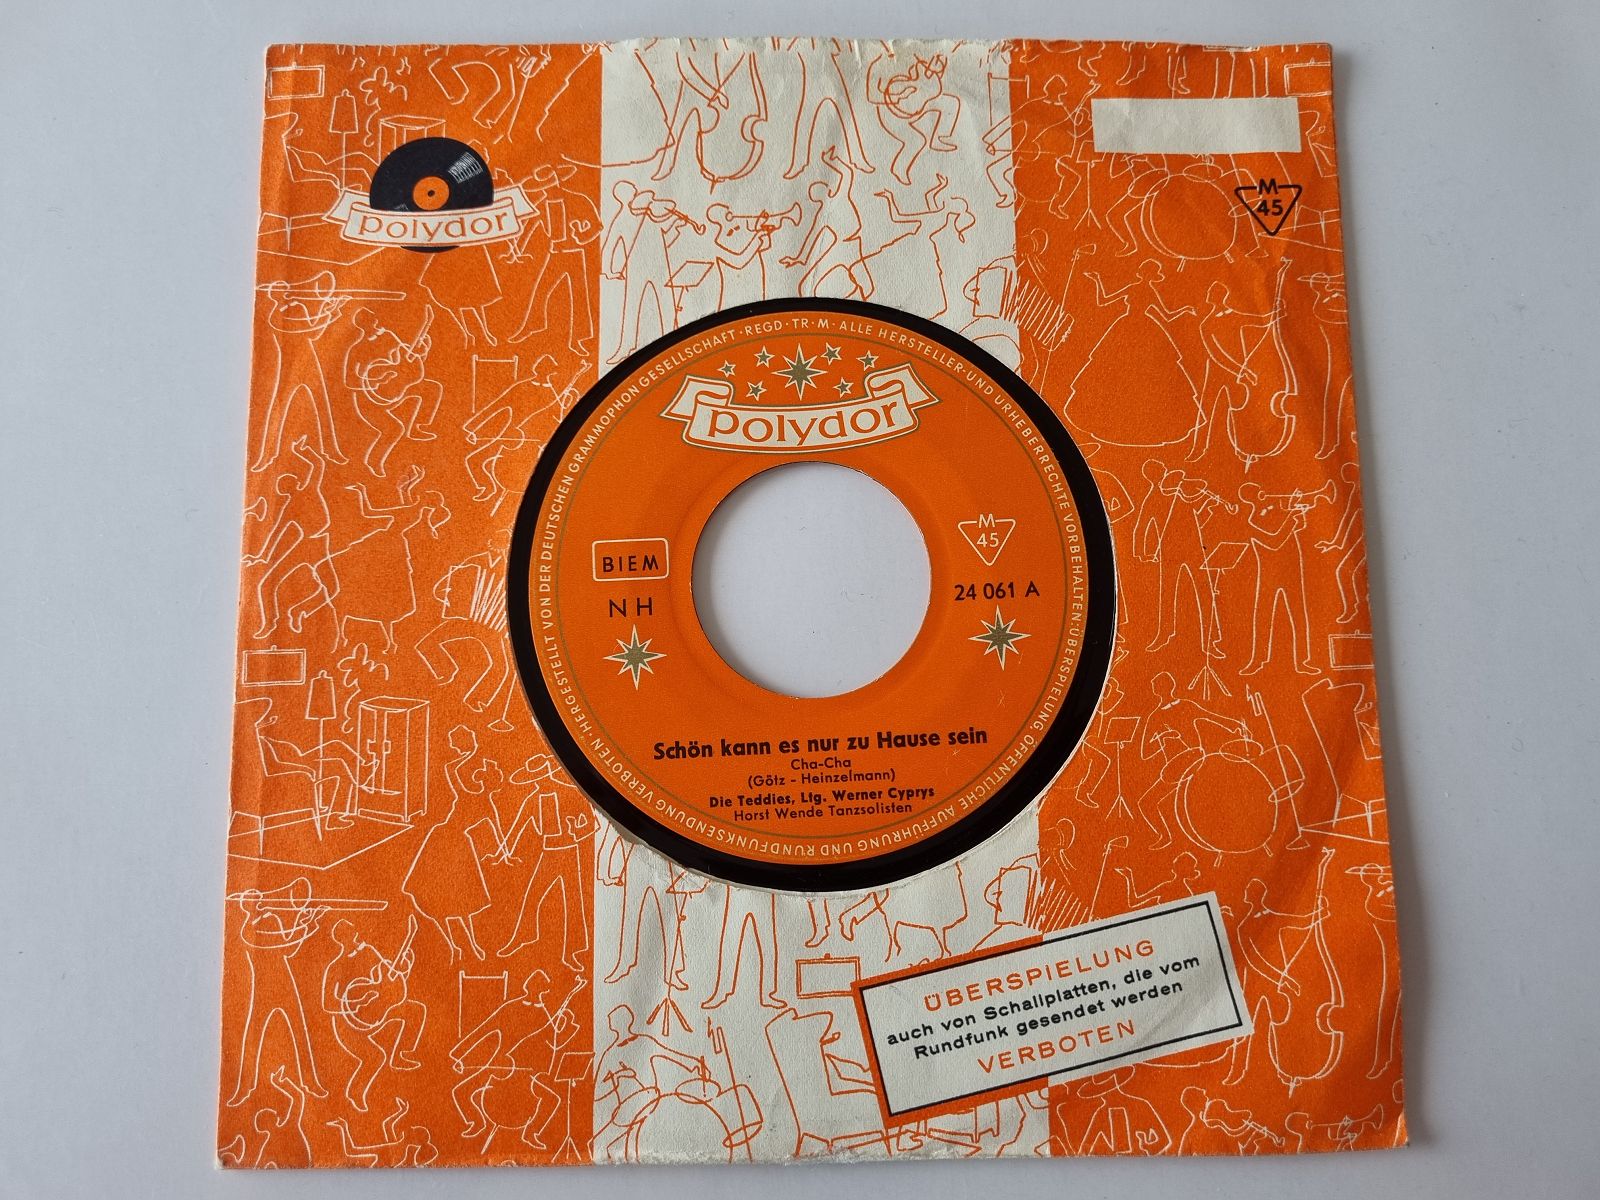 polydor
M
45
HERGESTELLT VON DER DEUTSCHEN GRAMMOPHON GESELLSCHAFT · REGD · TR · M · ALLE HERSTELLER- UND URHEBERRECHTE VORBEHALTEN · ÜBERSPIELUNG, ÖFFENTLICHE AUFFÜHRUNG UND RUNDFUNKSENDUNG VERBOTEN ·
polydor
BIEM
NH
M
45
24 061 A
Schön kann es nur zu Hause sein
Cha-Cha
(Götz - Heinzelmann)
Die Teddies, Ltg. Werner Cyprys
Horst Wende Tanzsolisten
ÜBERSPIELUNG
auch von Schallplatten, die vom
Rundfunk gesendet werden
VERBOTEN